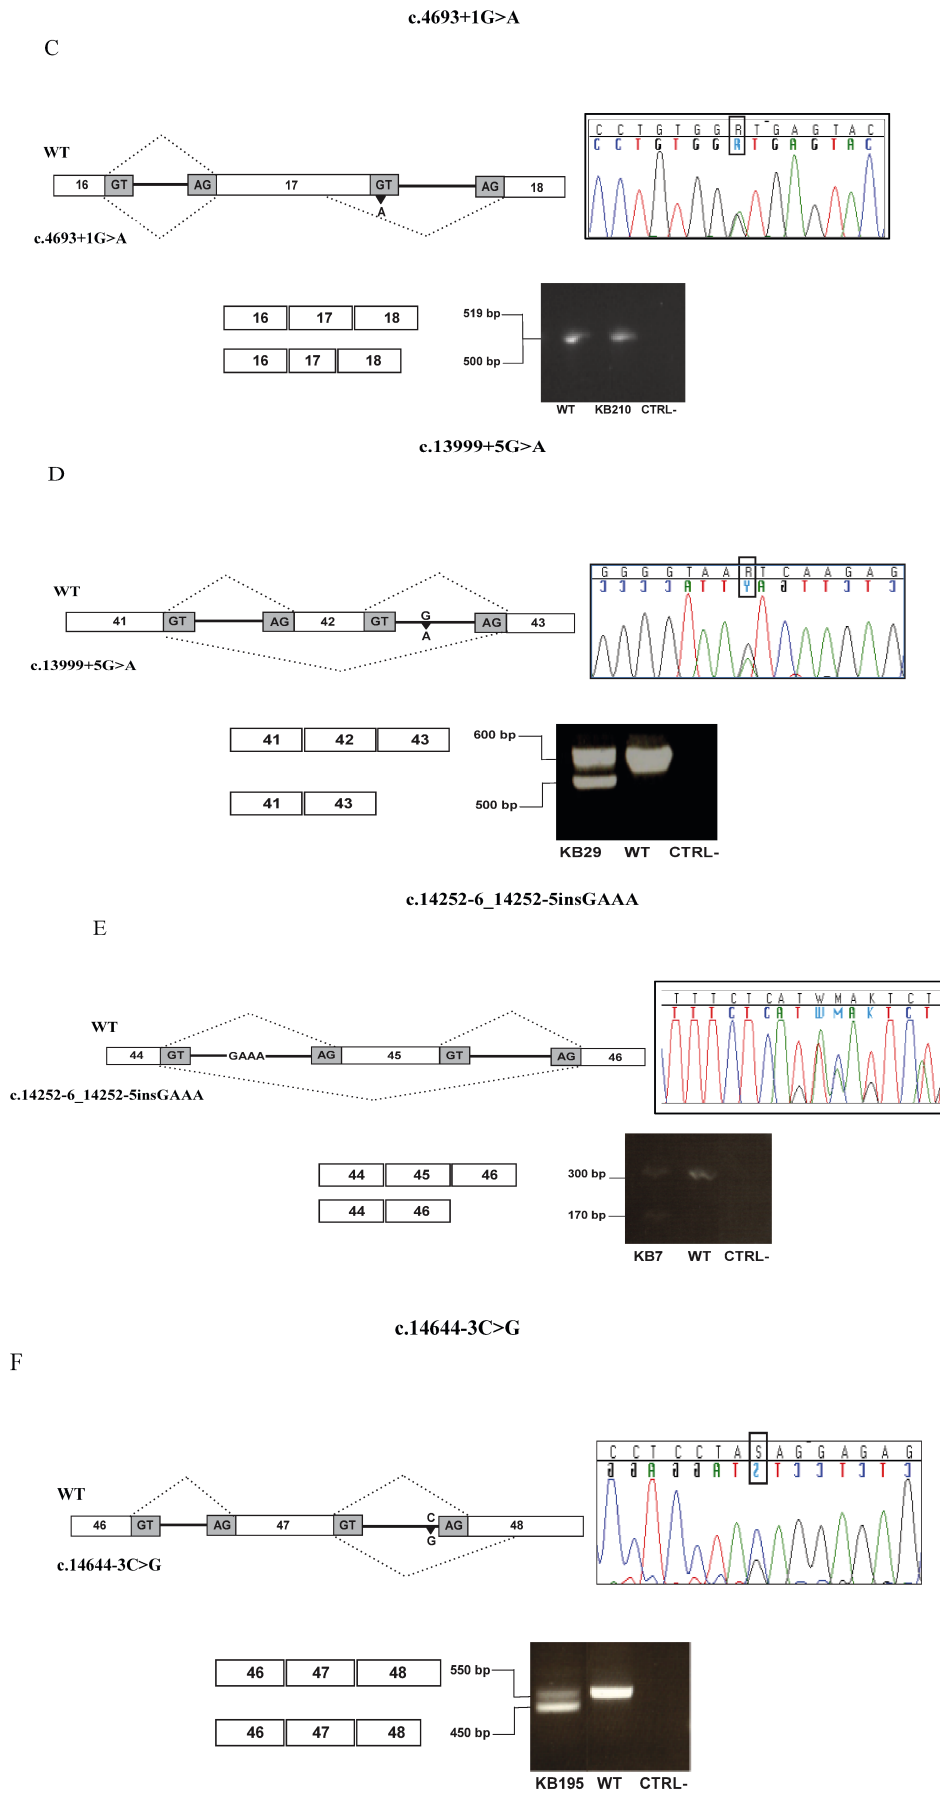 c.4693+1G>A
C
C C T G T G G R T G A G T A C
C C T G T G G R T G A G T A C
WT
16 GT AG 17 GT AG 18
A
c.4693+1G>A
16 17 18
16 17 18
519 bp
500 bp
WT KB210 CTRL-
c.13999+5G>A
D
G G G G T A A R T C A A G A G
WT
41 GT AG 42 GT G AG 43
A
c.13999+5G>A
41 42 43
41 43
600 bp
500 bp
KB29 WT CTRL-
c.14252-6_14252-5insGAAA
E
T T T C T C A T W M A K T C T
T T T C T C A T W M A K T C T
WT
44 GT GAAA AG 45 GT AG 46
c.14252-6_14252-5insGAAA
44 45 46
44 46
300 bp
170 bp
KB7 WT CTRL-
c.14644-3C>G
F
C C T C C T A S A G G A G A G
WT
46 GT AG 47 GT C AG 48
G
c.14644-3C>G
46 47 48
46 47 48
550 bp
450 bp
KB195 WT CTRL-